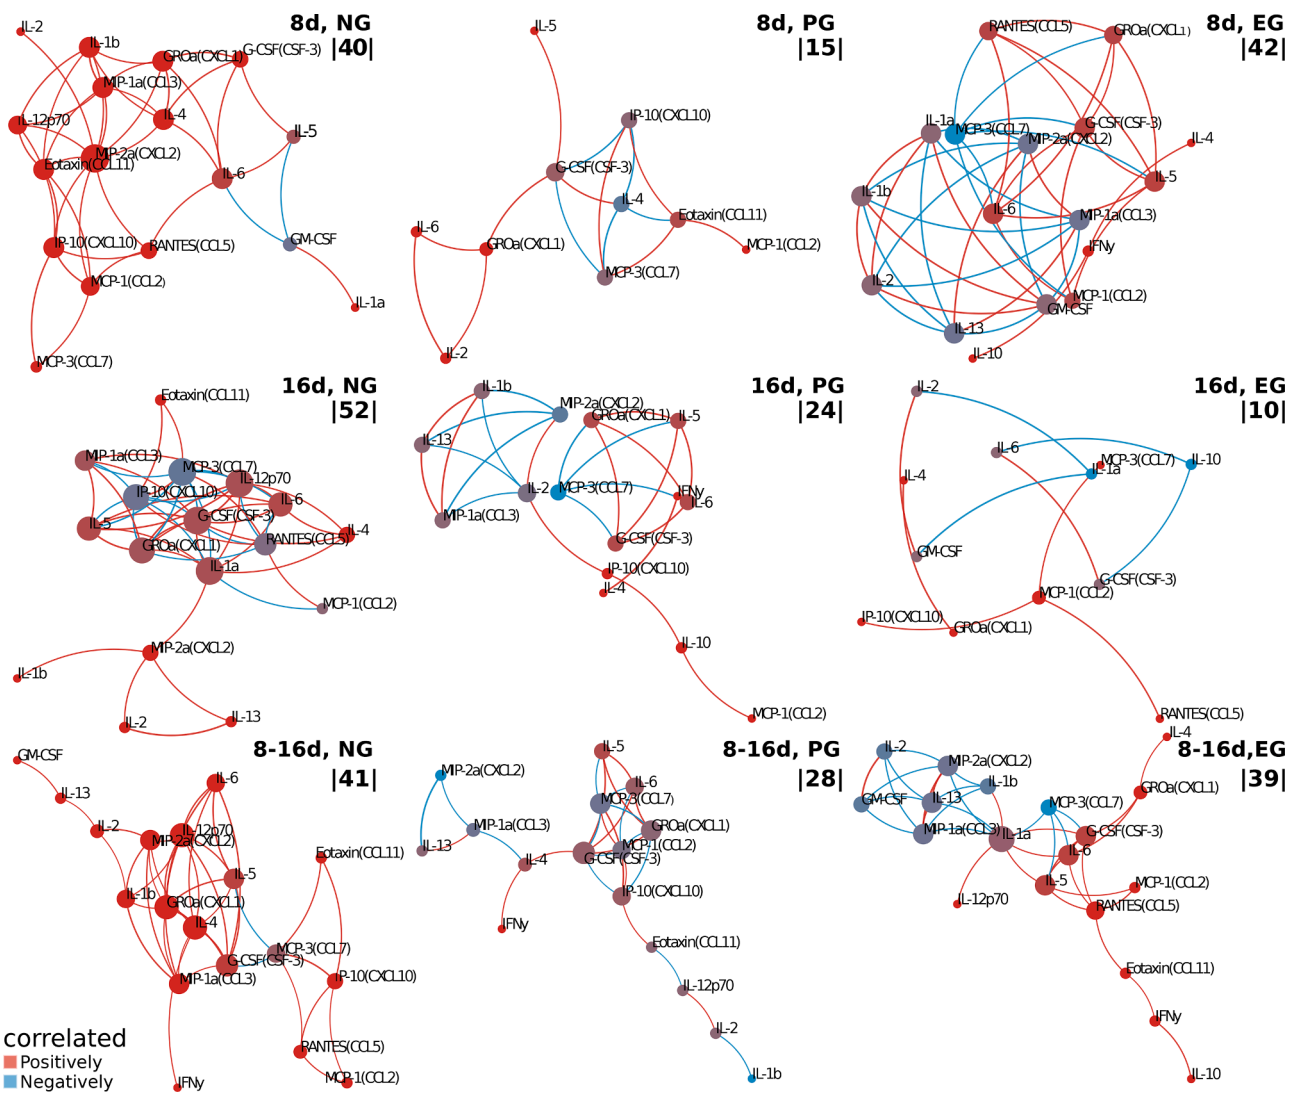 8d, NG
|40|
IL-2
IL-1b
GROa(CXCL1)
G-CSF(CSF-3)
MIP-1a(CCL3)
IL-12p70
IL-4
IL-5
MIP-2a(CXCL2)
Eotaxin(CCL11)
IL-6
IP-10(CXCL10)
RANTES(CCL5)
GM-CSF
MCP-1(CCL2)
IL-1a
MCP-3(CCL7)
8d, PG
|15|
IL-5
IP-10(CXCL10)
G-CSF(CSF-3)
IL-4
Eotaxin(CCL11)
IL-6
GROa(CXCL1)
MCP-1(CCL2)
MCP-3(CCL7)
IL-2
8d, EG
|42|
RANTES(CCL5)
GROa(CXCL1)
IL-1a
MCP-3(CCL7)
G-CSF(CSF-3)
MIP-2a(CXCL2)
IL-4
IL-5
IL-1b
IL-6
MIP-1a(CCL3)
IFNy
IL-2
MCP-1(CCL2)
GM-CSF
IL-13
IL-10
16d, NG
|52|
Eotaxin(CCL11)
MIP-1a(CCL3)
MCP-3(CCL7)
IL-12p70
IP-10(CXCL10)
IL-6
G-CSF(CSF-3)
IL-5
IL-4
GROa(CXCL1)
RANTES(CCL5)
IL-1a
MCP-1(CCL2)
MIP-2a(CXCL2)
IL-1b
IL-2
IL-13
16d, PG
|24|
IL-1b
MIP-2a(CXCL2)
GROa(CXCL1)
IL-5
IL-13
IL-2
MCP-3(CCL7)
IFNy
IL-6
MIP-1a(CCL3)
G-CSF(CSF-3)
IP-10(CXCL10)
IL-4
IL-10
MCP-1(CCL2)
16d, EG
|10|
IL-2
IL-6
MCP-3(CCL7)
IL-10
IL-1a
IL-4
GM-CSF
G-CSF(CSF-3)
MCP-1(CCL2)
IP-10(CXCL10)
GROa(CXCL1)
RANTES(CCL5)
8-16d, NG
|41|
GM-CSF
IL-6
IL-13
IL-2
IL-12p70
MIP-2a(CXCL2)
Eotaxin(CCL11)
IL-5
IL-1b
GROa(CXCL1)
IL-4
MCP-3(CCL7)
G-CSF(CSF-3)
MIP-1a(CCL3)
IP-10(CXCL10)
RANTES(CCL5)
MCP-1(CCL2)
IFNy
8-16d, PG
|28|
IL-5
MIP-2a(CXCL2)
IL-6
MCP-3(CCL7)
MIP-1a(CCL3)
GROa(CXCL1)
IL-13
MCP-1(CCL2)
G-CSF(CSF-3)
IL-4
IP-10(CXCL10)
IFNy
Eotaxin(CCL11)
IL-12p70
IL-2
IL-1b
8-16d,EG
|39|
IL-4
IL-2
MIP-2a(CXCL2)
IL-1b
GROa(CXCL1)
GM-CSF
IL-13
MCP-3(CCL7)
MIP-1a(CCL3)
IL-1a
G-CSF(CSF-3)
IL-6
IL-5
MCP-1(CCL2)
IL-12p70
RANTES(CCL5)
Eotaxin(CCL11)
IFNy
IL-10
correlated
Positively
Negatively